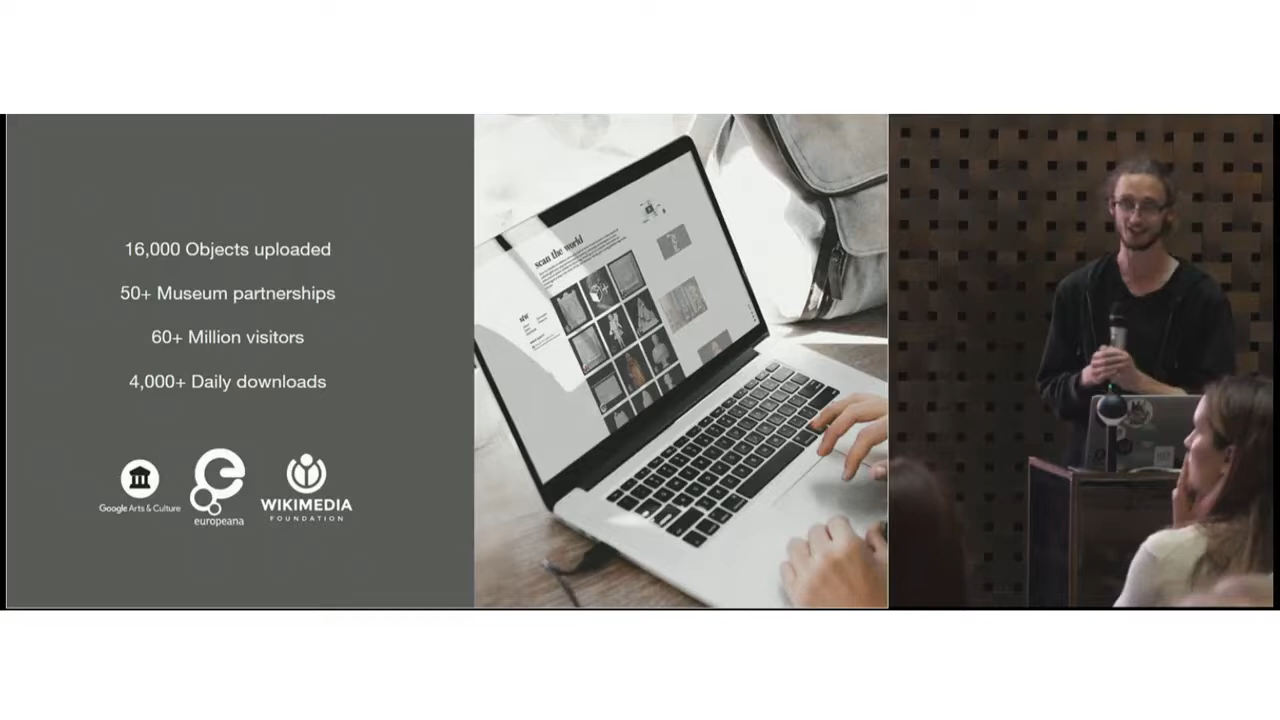 16,000 Objects uploaded
50+ Museum partnerships
60+ Million visitors
4,000+ Daily downloads
Google Arts & Culture
europeana
WIKIMEDIA
FOUNDATION
scan the world